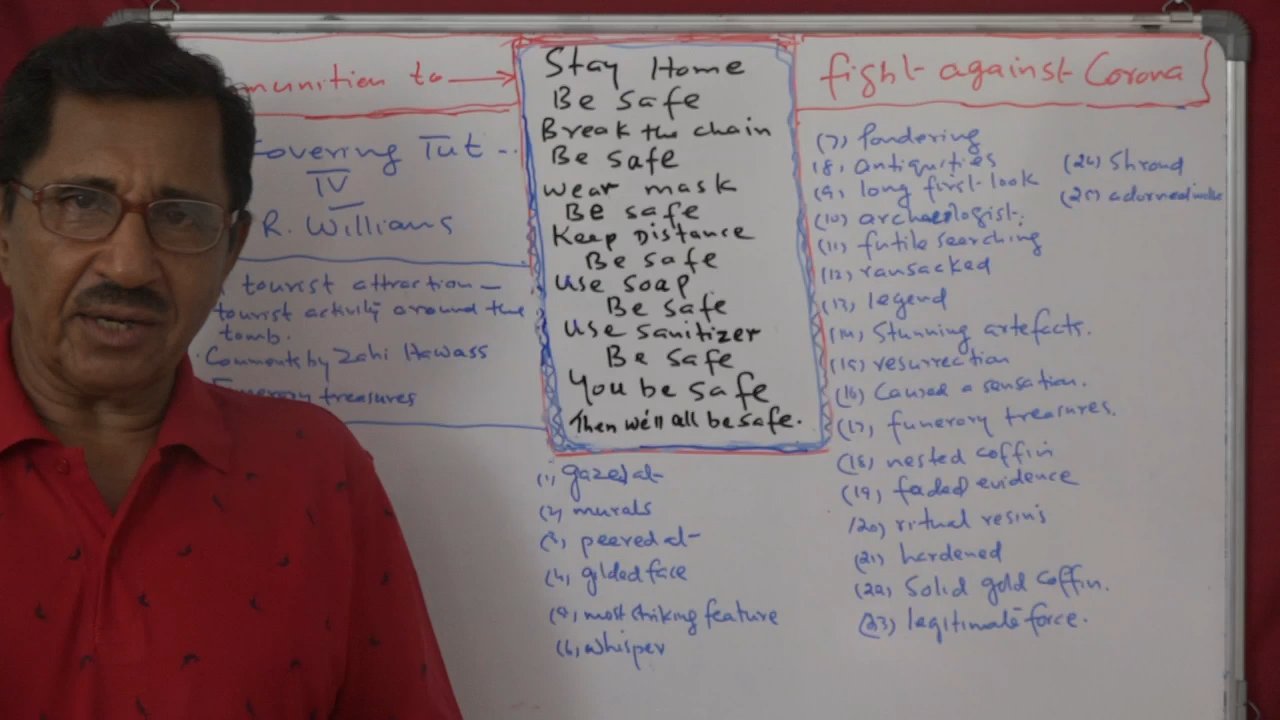 munition to → fight against Corona
overing Tut -..
IV
R. Williams
tourist attraction -
tourist activity around the
tomb.
Comments by Zahi Hawass
treasures
Stay Home
Be safe
Break the chain
Be safe
wear mask
Be safe
Keep Distance
Be safe
Use soap
Be safe
Use sanitizer
Be safe
You be safe
Then we'll all be safe.
(1) gazed at
(2) murals
(3) peered at
(4) gilded face
(5) most striking feature
(6) whisper
(7) pondering
(8) antiquities
(9) long first-look
(10) archaeologist
(11) futile searching
(12) ransacked
(13) legend
(14) Stunning artefacts.
(15) resurrection
(16) Caused a sensation.
(17) funerory treasures.
(18) nested coffin
(19) faded evidence
(20) ritual resins
(21) hardened
(22) Solid gold coffin.
(23) legitimate force.
(24) Shroud
(25) adorned